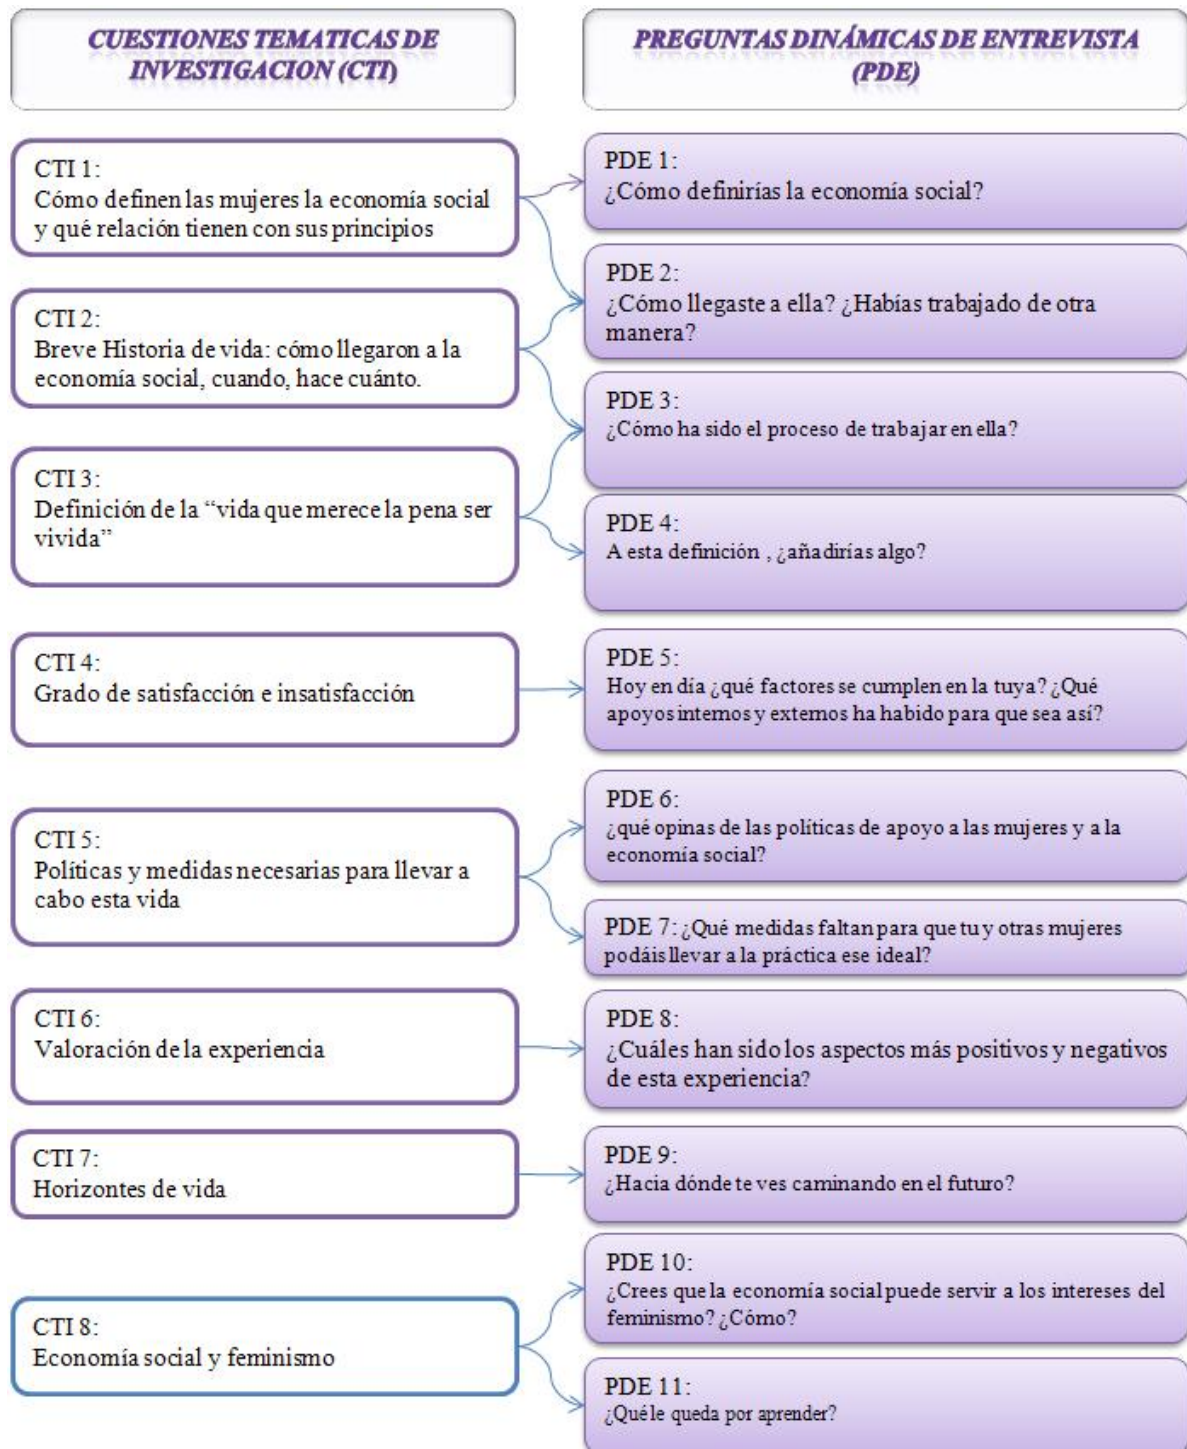 CUESTIONES TEMATICAS DE
INVESTIGACION (CTI)
PREGUNTAS DINÁMICAS DE ENTREVISTA
(PDE)
CTI 1:
Cómo definen las mujeres la economía social
y qué relación tienen con sus principios
PDE 1:
¿Cómo definirías la economía social?
CTI 2:
Breve Historia de vida: cómo llegaron a la
economía social, cuando, hace cuánto.
PDE 2:
¿Cómo llegaste a ella? ¿Habías trabajado de otra
manera?
CTI 3:
Definición de la “vida que merece la pena ser
vivida”
PDE 3:
¿Cómo ha sido el proceso de trabajar en ella?
PDE 4:
A esta definición , ¿añadirías algo?
CTI 4:
Grado de satisfacción e insatisfacción
PDE 5:
Hoy en día ¿qué factores se cumplen en la tuya? ¿Qué
apoyos internos y externos ha habido para que sea así?
CTI 5:
Políticas y medidas necesarias para llevar a
cabo esta vida
PDE 6:
¿qué opinas de las políticas de apoyo a las mujeres y a la
economía social?
PDE 7: ¿Qué medidas faltan para que tu y otras mujeres
podáis llevar a la práctica ese ideal?
CTI 6:
Valoración de la experiencia
PDE 8:
¿Cuáles han sido los aspectos más positivos y negativos
de esta experiencia?
CTI 7:
Horizontes de vida
PDE 9:
¿Hacia dónde te ves caminando en el futuro?
CTI 8:
Economía social y feminismo
PDE 10:
¿Crees que la economía social puede servir a los intereses del
feminismo? ¿Cómo?
PDE 11:
¿Qué le queda por aprender?